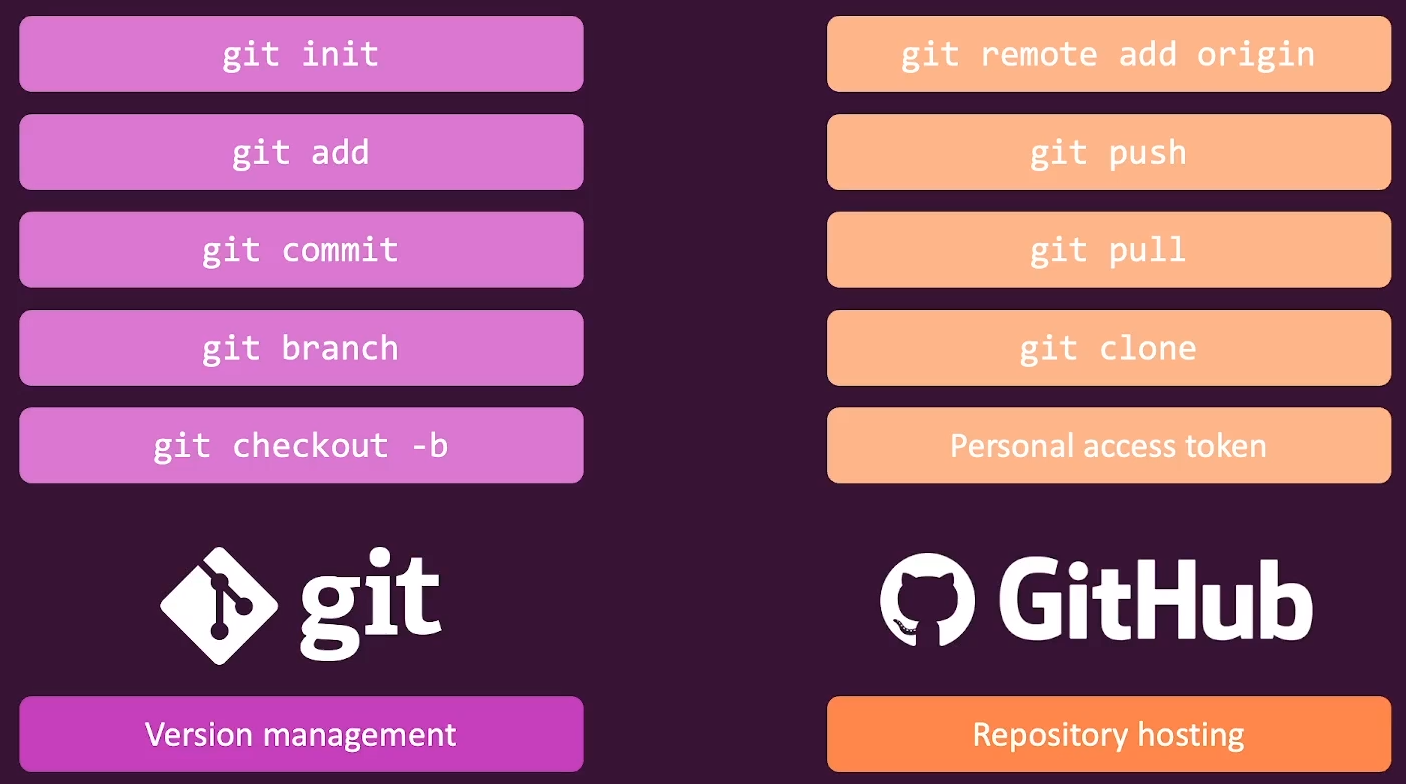 git init
git add
git commit
git branch
git checkout -b
git
Version management
git remote add origin
git push
git pull
git clone
Personal access token
GitHub
Repository hosting